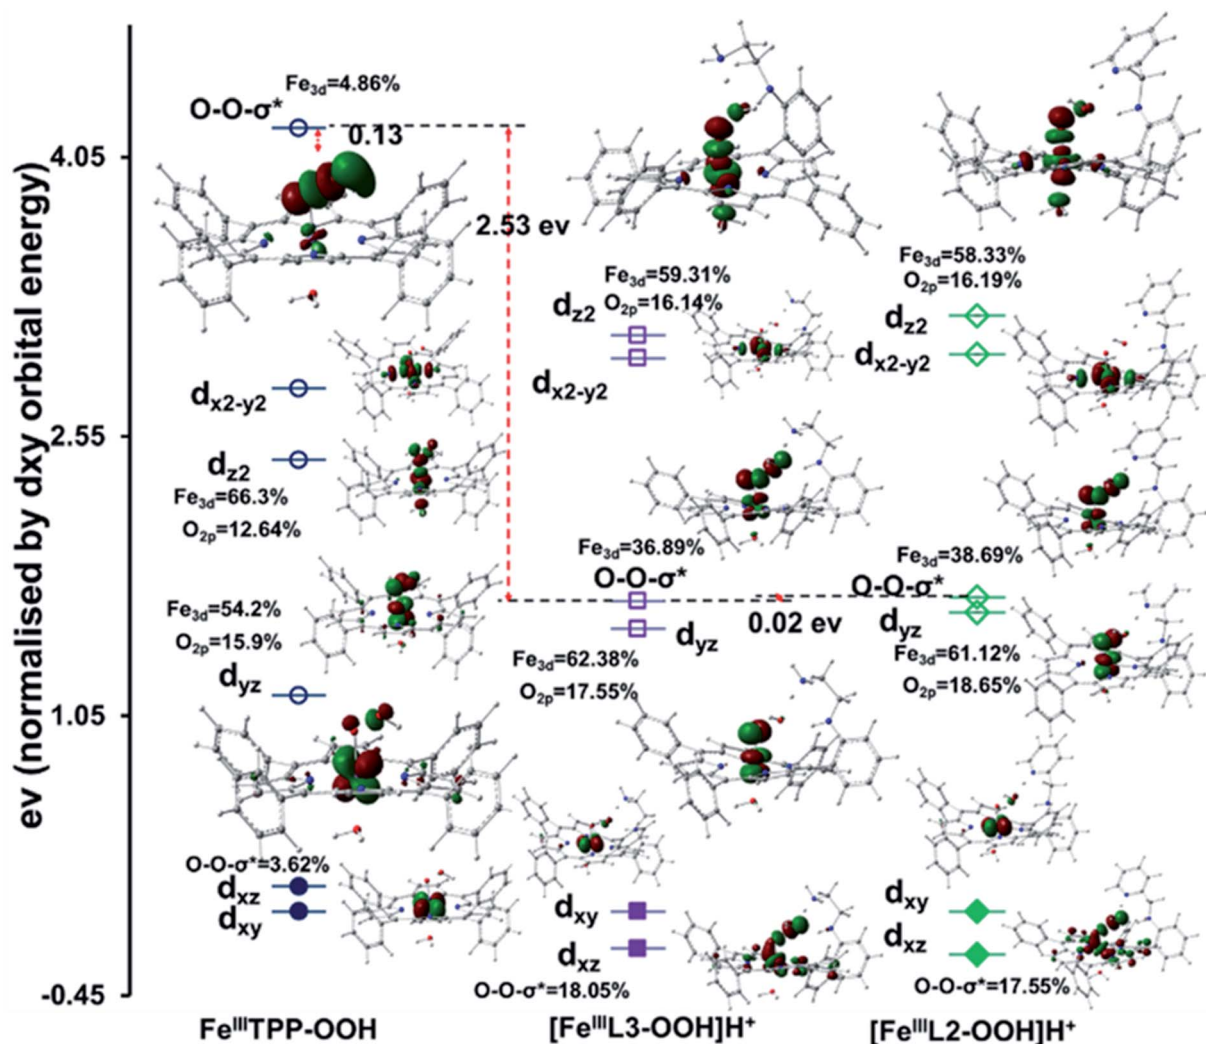 ev (normalised by dxy orbital energy)
4.05
2.55
1.05
-0.45
Fe3d=4.86%
O-O-σ*
0.13
2.53 ev
dx2-y2
dz2
Fe3d=66.3%
O2p=12.64%
Fe3d=54.2%
O2p=15.9%
dyz
O-O-σ*=3.62%
dxz
dxy
FeIIITPP-OOH
Fe3d=59.31%
dz2 O2p=16.14%
dx2-y2
Fe3d=36.89%
O-O-σ*
dyz
0.02 ev
Fe3d=62.38%
O2p=17.55%
dxy
dxz
O-O-σ*=18.05%
[FeIIIL3-OOH]H+
Fe3d=58.33%
O2p=16.19%
dz2
dx2-y2
Fe3d=38.69%
O-O-σ*
dyz
Fe3d=61.12%
O2p=18.65%
dxy
dxz
O-O-σ*=17.55%
[FeIIIL2-OOH]H+